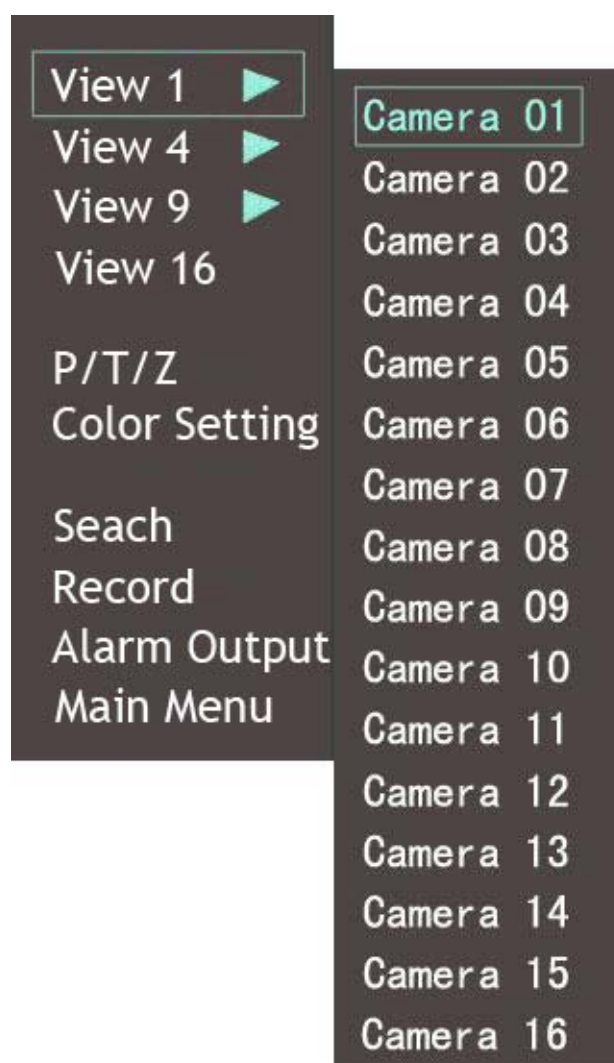 View 1
View 4
View 9
View 16
P/T/Z
Color Setting
Seach
Record
Alarm Output
Main Menu
Camera 01
Camera 02
Camera 03
Camera 04
Camera 05
Camera 06
Camera 07
Camera 08
Camera 09
Camera 10
Camera 11
Camera 12
Camera 13
Camera 14
Camera 15
Camera 16